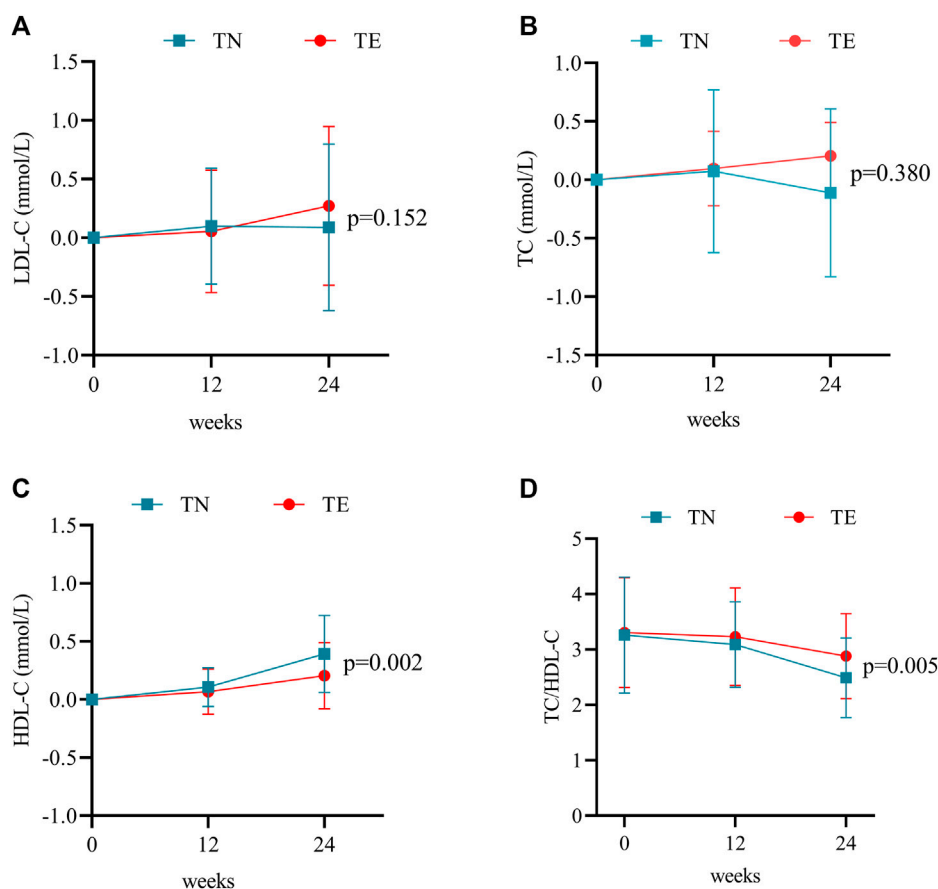 A
TN TE
1.5
1.0
0.5
0.0
-0.5
-1.0
LDL-C (mmol/L)
p=0.152
0 12 24
weeks
B
TN TE
1.0
0.5
0.0
-0.5
-1.0
-1.5
TC (mmol/L)
p=0.380
0 12 24
weeks
C
TN TE
1.5
1.0
0.5
0.0
-0.5
-1.0
HDL-C (mmol/L)
p=0.002
0 12 24
weeks
D
TN TE
5
4
3
2
1
0
TC/HDL-C
p=0.005
0 12 24
weeks